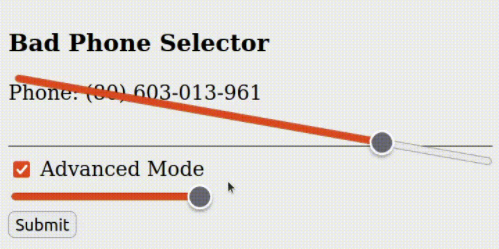 Bad Phone Selector
Phone: (80) 603-013-961
Advanced Mode
Submit